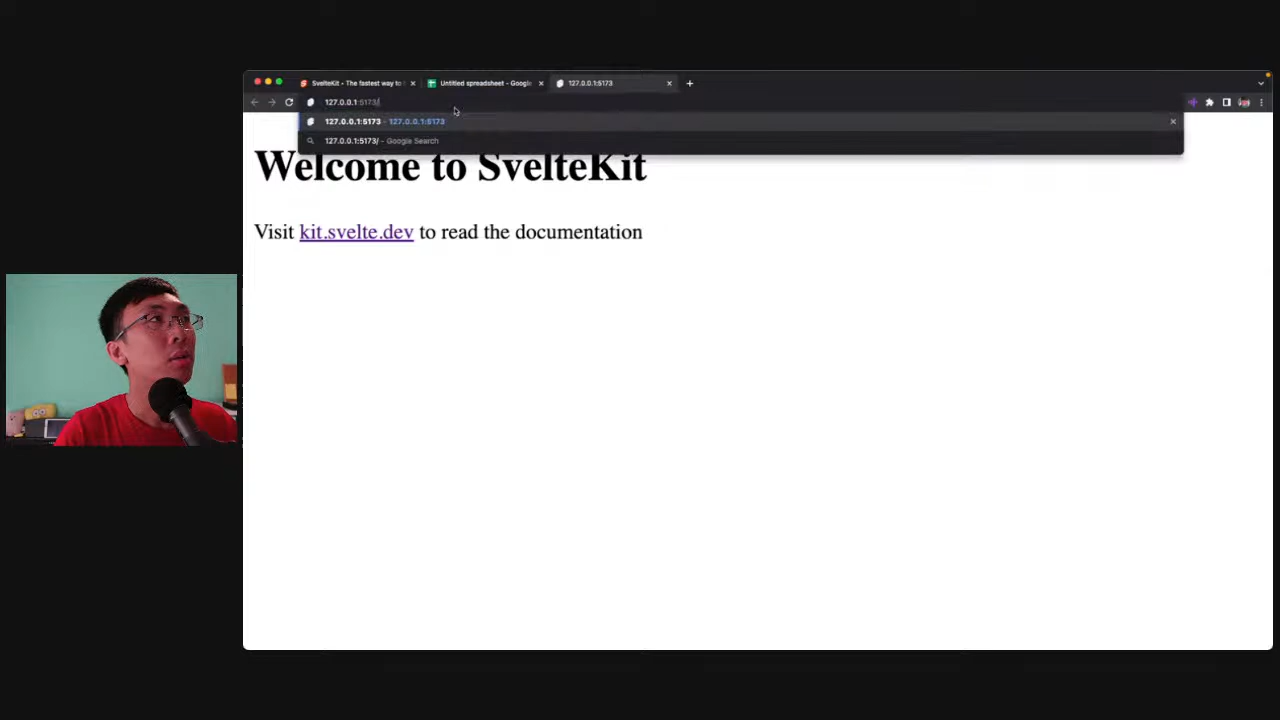 SvelteKit • The fastest way to
Untitled spreadsheet - Google
127.0.0.1:5173
127.0.0.1:5173/
127.0.0.1:5173 - 127.0.0.1:5173
127.0.0.1:5173/ - Google Search
Welcome to SvelteKit
Visit kit.svelte.dev to read the documentation